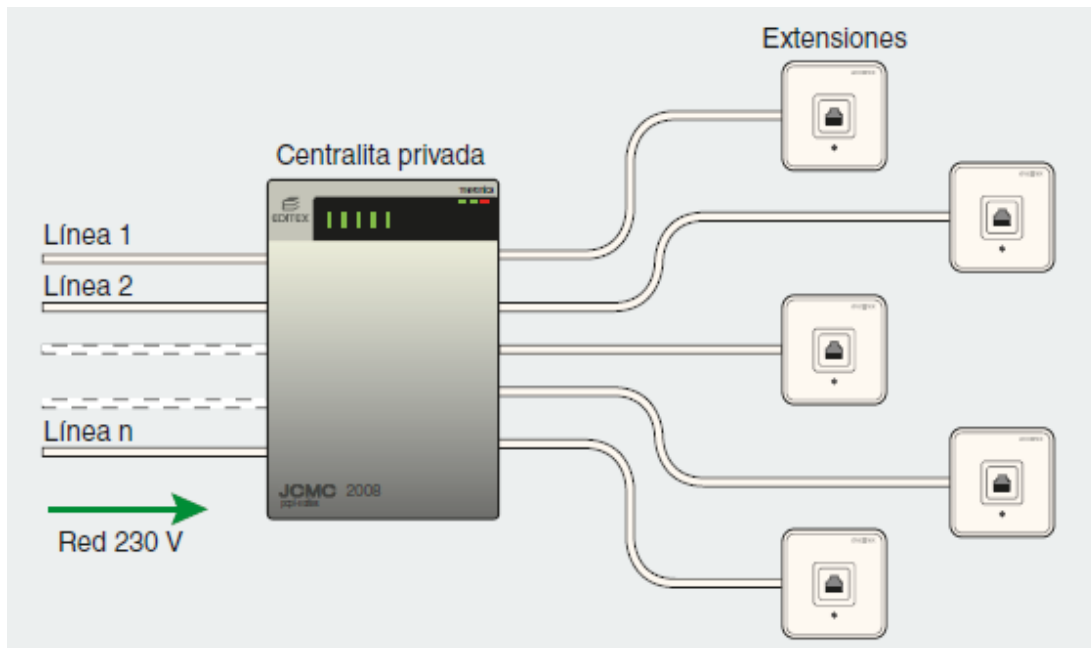 Extensiones
Centralita privada
EDITEX
Línea 1
Línea 2
Línea n
JCMC 2008
Red 230 V